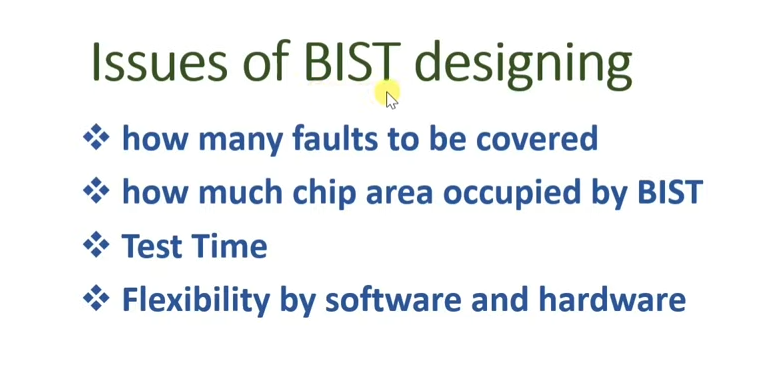 Issues of BIST designing
❖ how many faults to be covered
❖ how much chip area occupied by BIST
❖ Test Time
❖ Flexibility by software and hardware